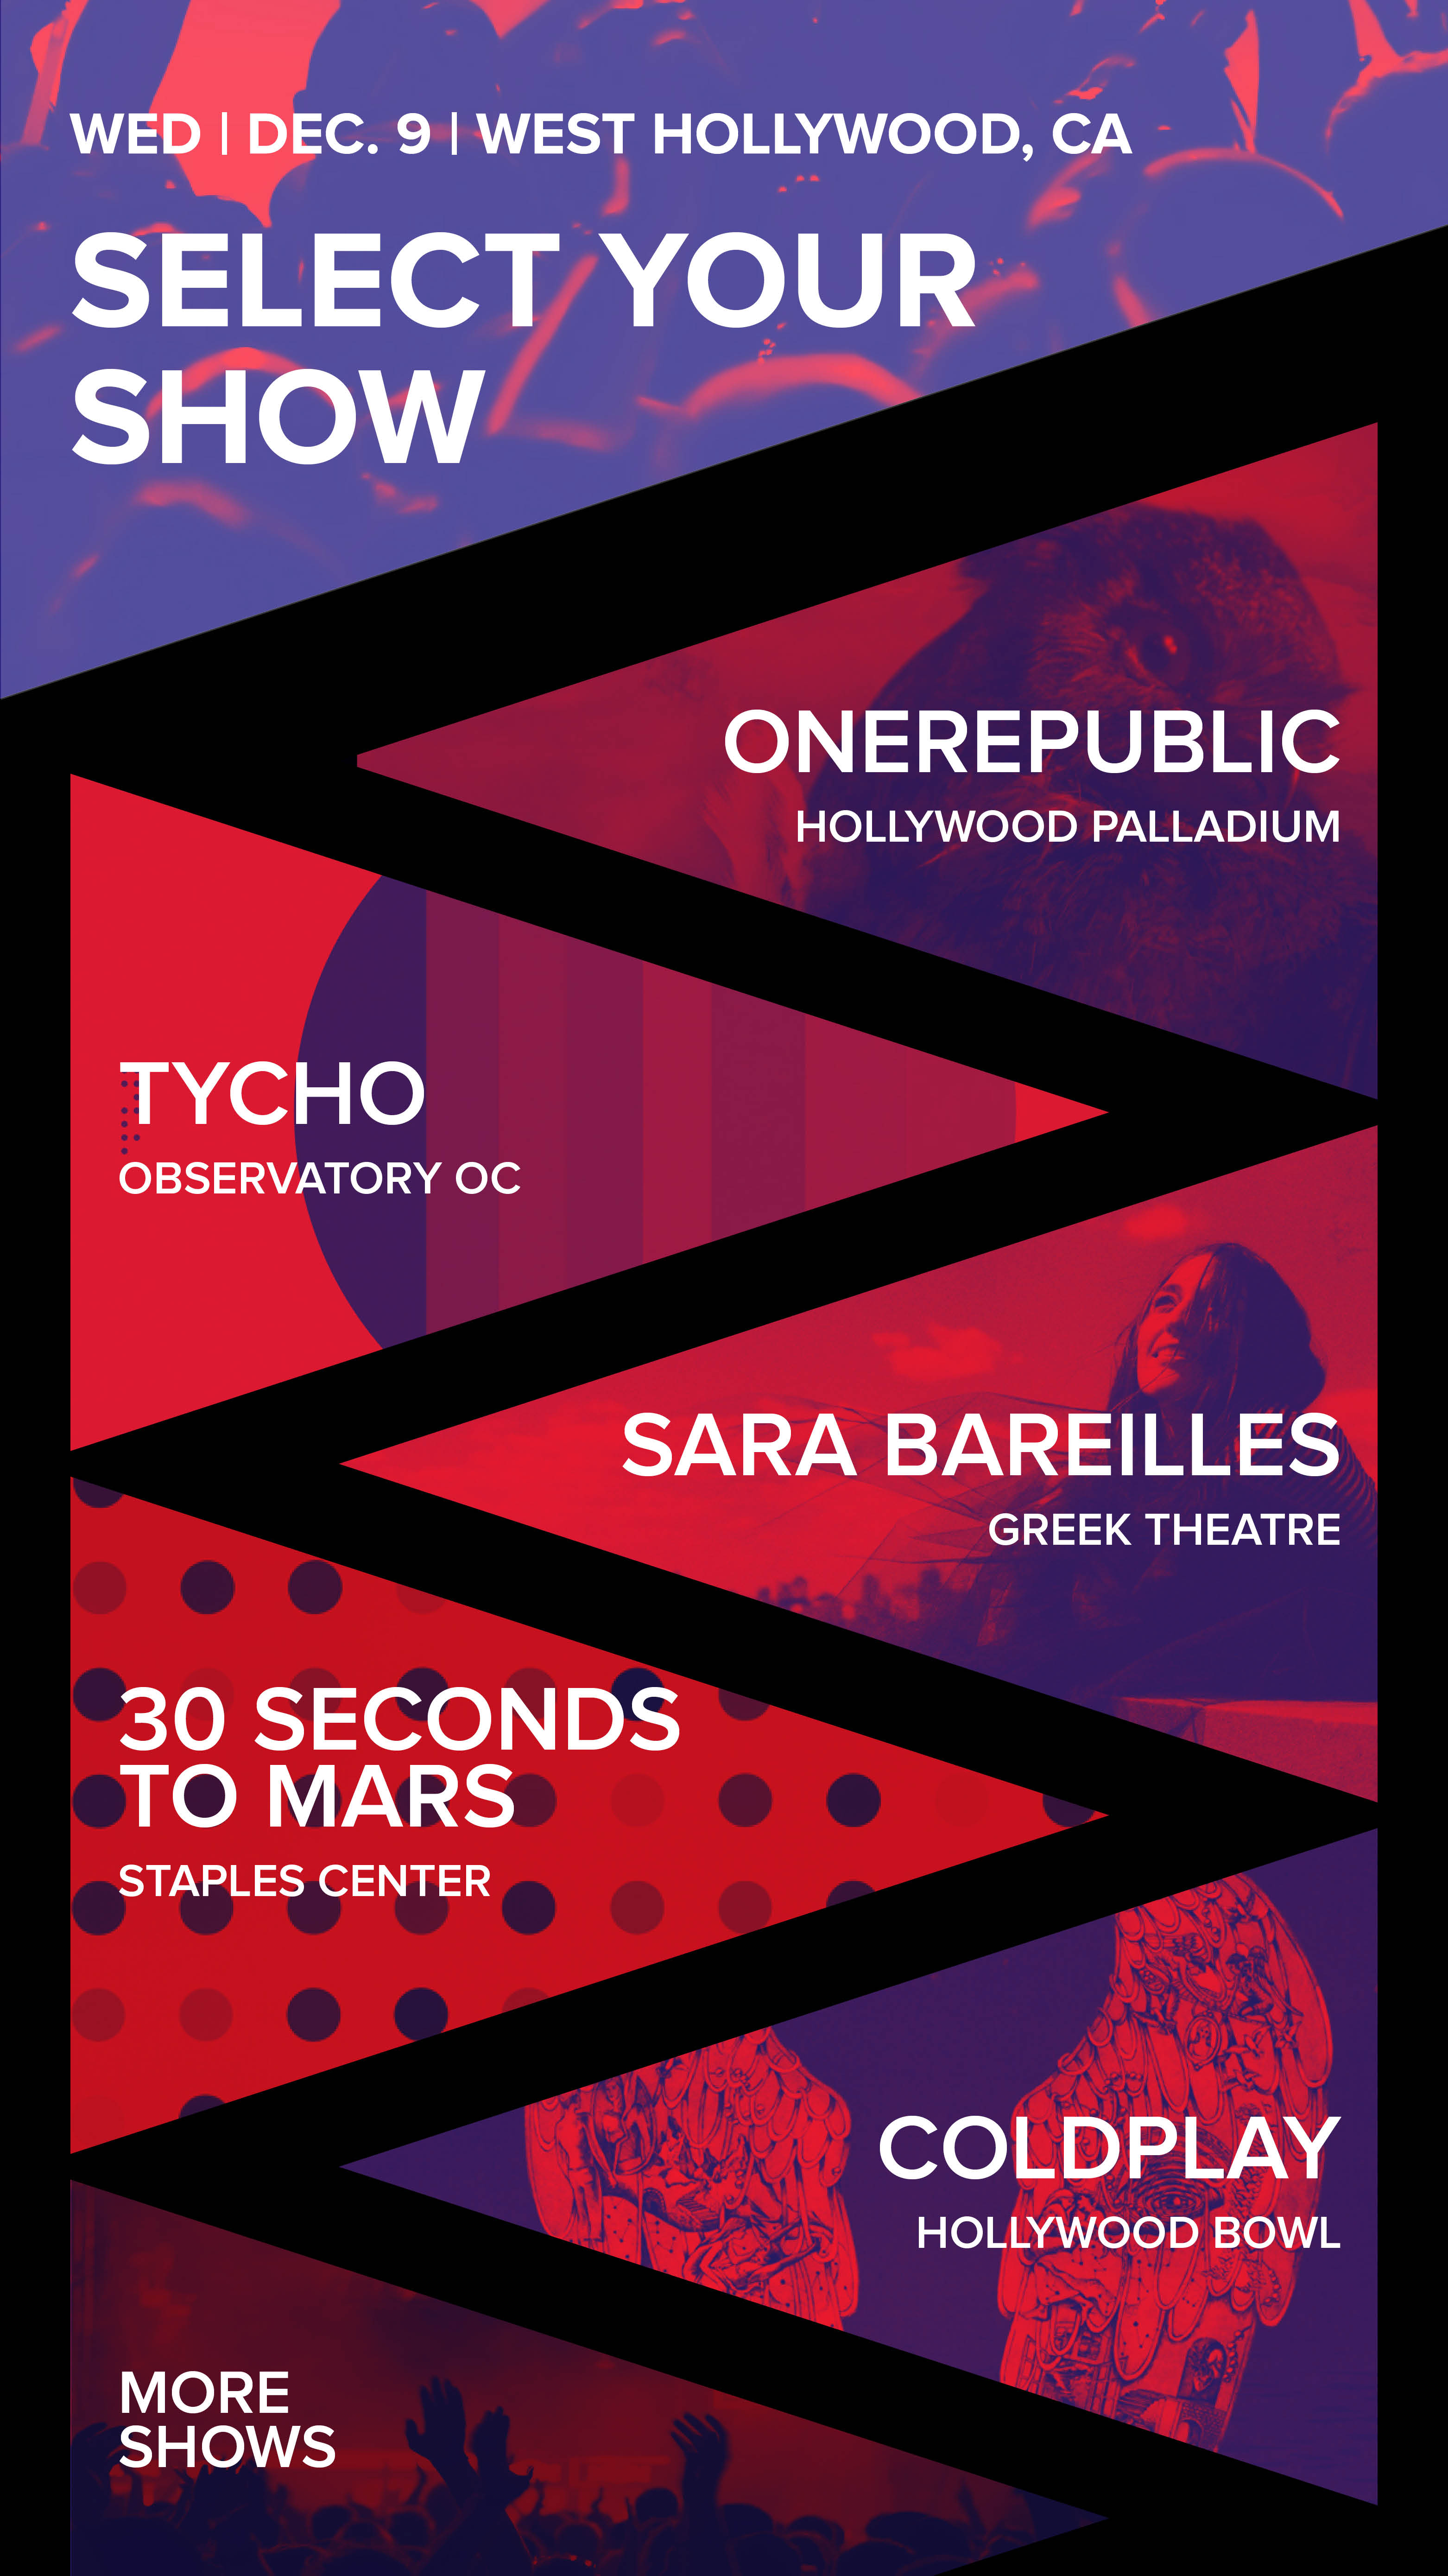 WED | DEC. 9 | WEST HOLLYWOOD, CA
SELECT YOUR
SHOW
ONEREPUBLIC
HOLLYWOOD PALLADIUM
TYCHO
OBSERVATORY OC
SARA BAREILLES
GREEK THEATRE
30 SECONDS
TO MARS
STAPLES CENTER
COLDPLAY
HOLLYWOOD BOWL
MORE
SHOWS